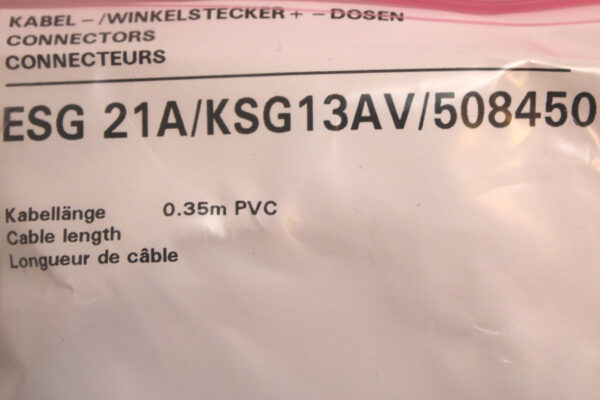 KABEL – /WINKELSTECKER + – DOSEN
CONNECTORS
CONNECTEURS
ESG 21A/KSG13AV/508450
Kabellänge 0.35m PVC
Cable length
Longueur de câble